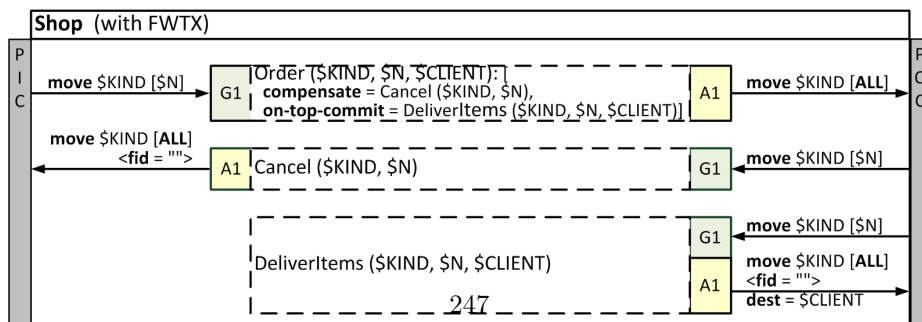 Shop (with FWTX)
P
I
C
P
O
C
move $KIND [$N]
G1
Order ($KIND, $N, $CLIENT): [
compensate = Cancel ($KIND, $N),
on-top-commit = DeliverItems ($KIND, $N, $CLIENT)]
A1
move $KIND [ALL]
move $KIND [ALL]
<fid = "">
A1
Cancel ($KIND, $N)
G1
move $KIND [$N]
DeliverItems ($KIND, $N, $CLIENT)
G1
move $KIND [$N]
A1
move $KIND [ALL]
<fid = "">
dest = $CLIENT
247